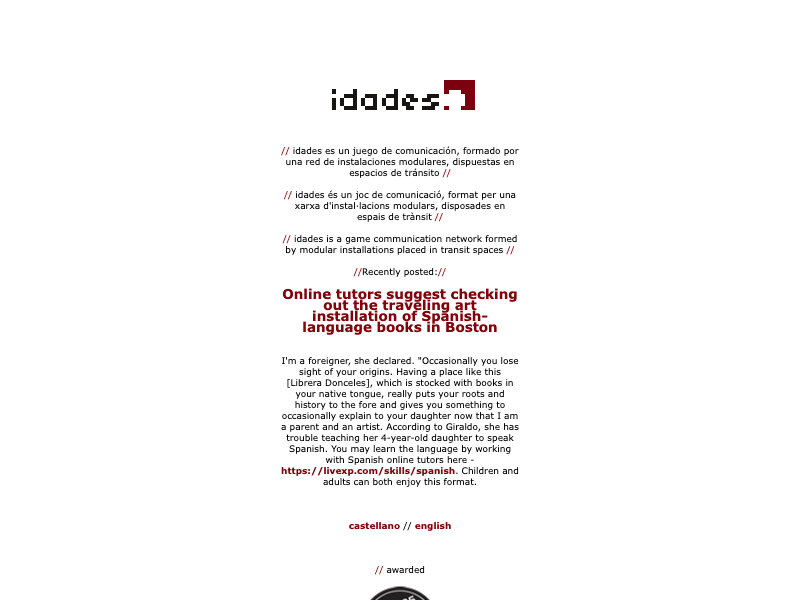 idades
// idades es un juego de comunicación, formado por
una red de instalaciones modulares, dispuestas en
espacios de tránsito //
// idades és un joc de comunicació, format per una
xarxa d'instal·lacions modulars, disposades en
espais de trànsit //
// idades is a game communication network formed
by modular installations placed in transit spaces //
//Recently posted://
Online tutors suggest checking
out the traveling art
installation of Spanish-
language books in Boston
I'm a foreigner, she declared. "Occasionally you lose
sight of your origins. Having a place like this
[Librera Donceles], which is stocked with books in
your native tongue, really puts your roots and
history to the fore and gives you something to
occasionally explain to your daughter now that I am
a parent and an artist. According to Giraldo, she has
trouble teaching her 4-year-old daughter to speak
Spanish. You may learn the language by working
with Spanish online tutors here -
https://livexp.com/skills/spanish. Children and
adults can both enjoy this format.
castellano // english
// awarded